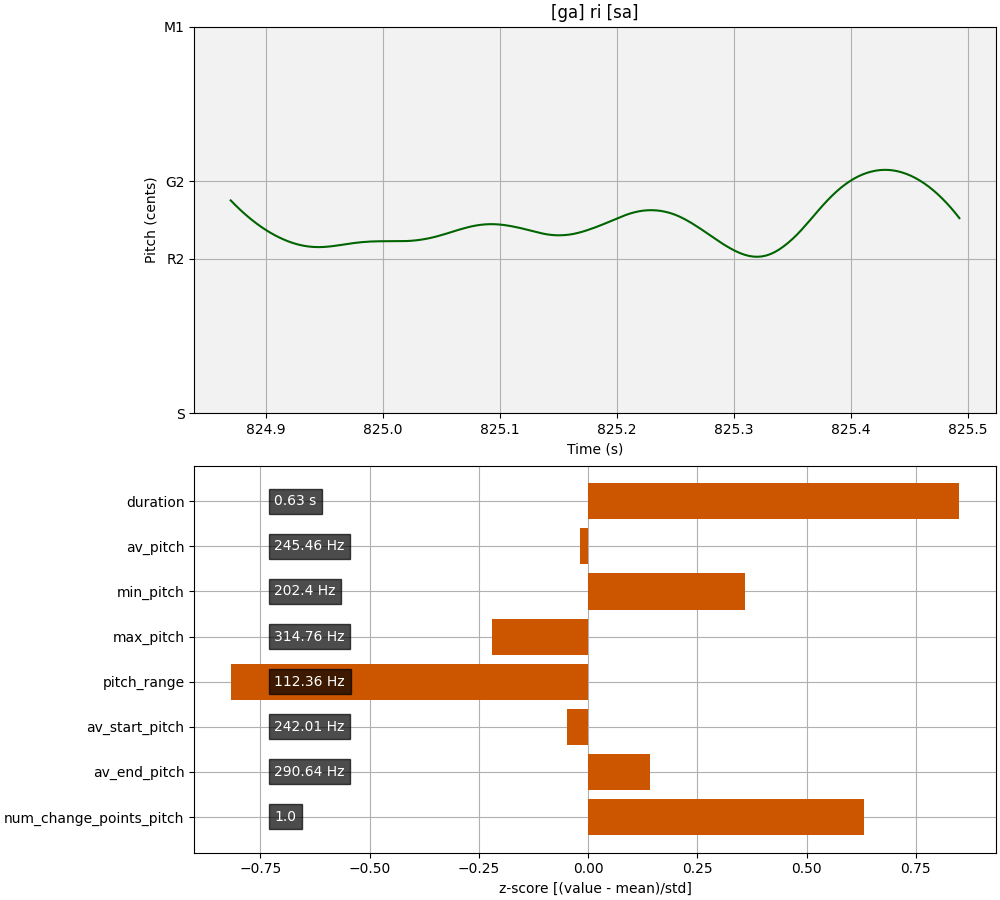 [ga] ri [sa]
M1
G2
R2
S
Pitch (cents)
824.9 825.0 825.1 825.2 825.3 825.4 825.5
Time (s)
duration 0.63 s
av_pitch 245.46 Hz
min_pitch 202.4 Hz
max_pitch 314.76 Hz
pitch_range 112.36 Hz
av_start_pitch 242.01 Hz
av_end_pitch 290.64 Hz
num_change_points_pitch 1.0
−0.75 −0.50 −0.25 0.00 0.25 0.50 0.75
z-score [(value - mean)/std]